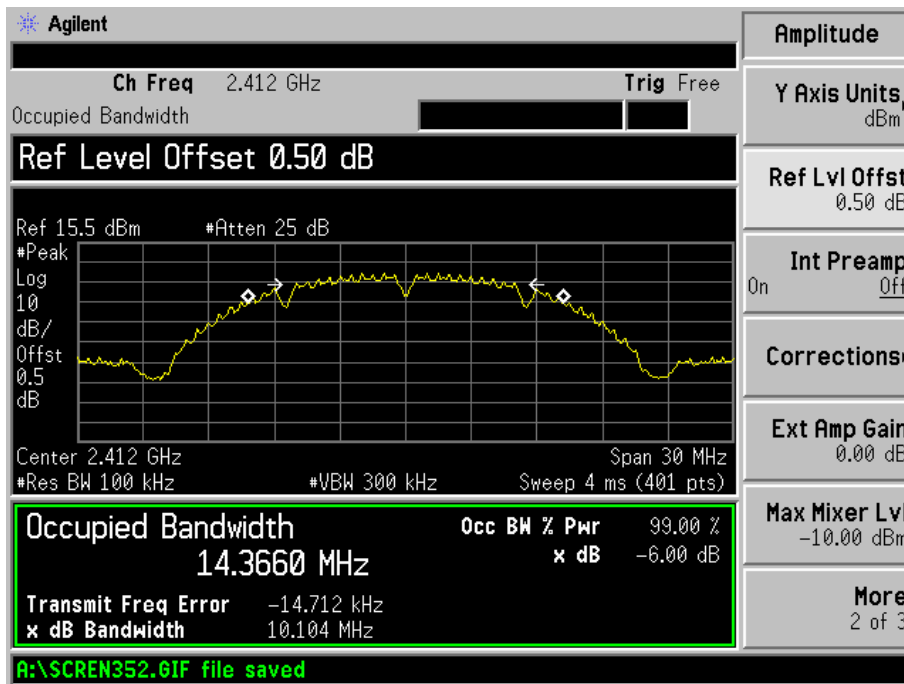 Agilent
Ch Freq 2.412 GHz Trig Free
Occupied Bandwidth
Ref Level Offset 0.50 dB
Ref 15.5 dBm #Atten 25 dB
#Peak
Log
10
dB/
Offst
0.5
dB
Center 2.412 GHz Span 30 MHz
#Res BW 100 kHz #VBW 300 kHz Sweep 4 ms (401 pts)
Occupied Bandwidth Occ BW % Pwr 99.00 %
14.3660 MHz x dB -6.00 dB
Transmit Freq Error -14.712 kHz
x dB Bandwidth 10.104 MHz
A:\SCREN352.GIF file saved
Amplitude
Y Axis Units
dBm
Ref Lvl Offst
0.50 dB
Int Preamp
On Off
Corrections
Ext Amp Gain
0.00 dB
Max Mixer Lvl
-10.00 dBm
More
2 of 3